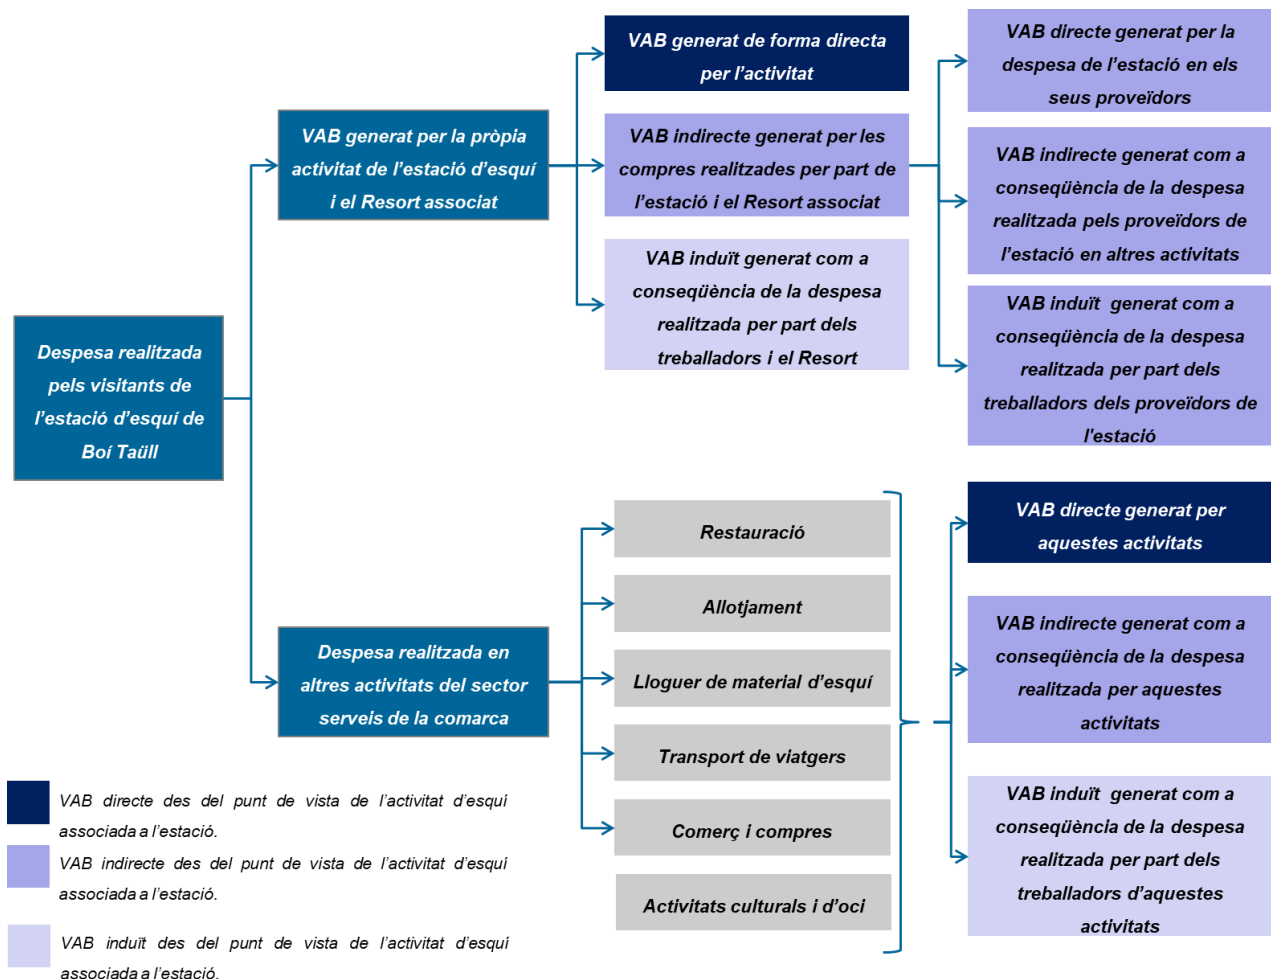 Despesa realitzada
pels visitants de
l'estació d'esquí de
Boí Taüll
VAB generat per la pròpia
activitat de l'estació d'esquí
i el Resort associat
VAB generat de forma directa
per l'activitat
VAB indirecte generat per les
compres realitzades per part de
l'estació i el Resort associat
VAB induït generat com a
conseqüència de la despesa
realitzada per part dels
treballadors i el Resort
VAB directe generat per la
despesa de l'estació en els
seus proveïdors
VAB indirecte generat com a
conseqüència de la despesa
realitzada pels proveïdors de
l'estació en altres activitats
VAB induït generat com a
conseqüència de la despesa
realitzada per part dels
treballadors dels proveïdors de
l'estació
Despesa realitzada en
altres activitats del sector
serveis de la comarca
Restauració
Allotjament
Lloguer de material d'esquí
Transport de viatgers
Comerç i compres
Activitats culturals i d'oci
VAB directe generat per
aquestes activitats
VAB indirecte generat com a
conseqüència de la despesa
realitzada per aquestes
activitats
VAB induït generat com a
conseqüència de la despesa
realitzada per part dels
treballadors d'aquestes
activitats
VAB directe des del punt de vista de l'activitat d'esquí
associada a l'estació.
VAB indirecte des del punt de vista de l'activitat d'esquí
associada a l'estació.
VAB induït des del punt de vista de l'activitat d'esquí
associada a l'estació.